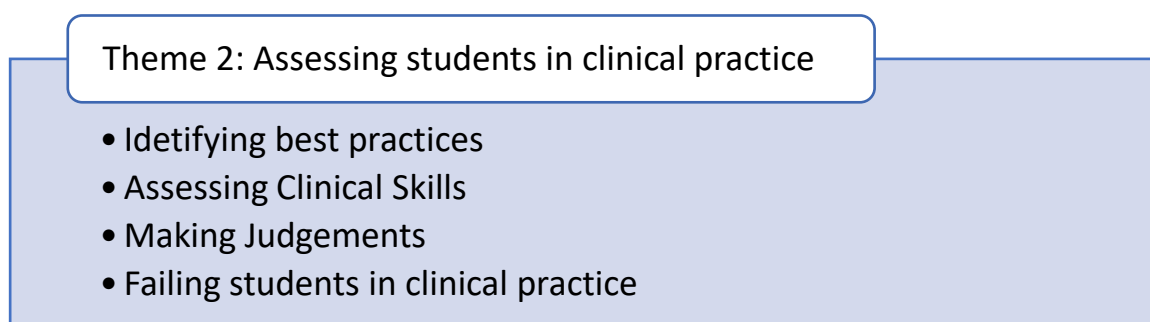 Theme 2: Assessing students in clinical practice
• Idetifying best practices
• Assessing Clinical Skills
• Making Judgements
• Failing students in clinical practice